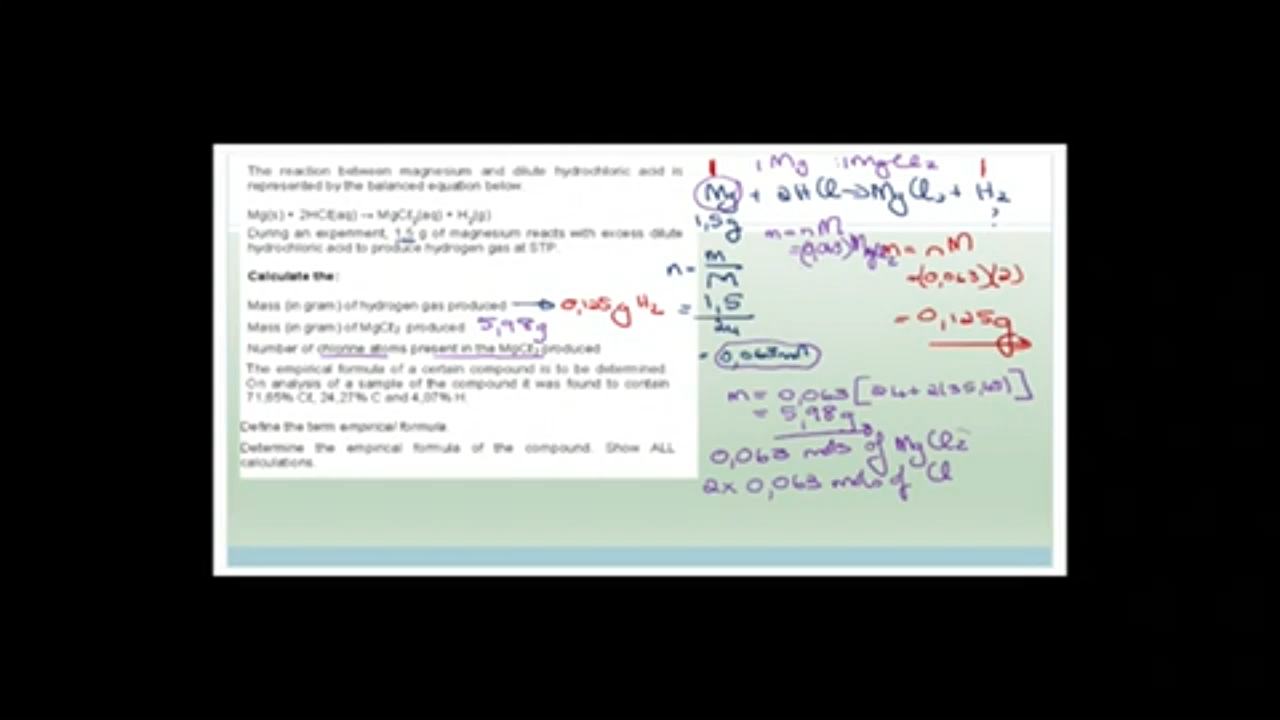 The reaction between magnesium and dilute hydrochloric acid is
represented by the balanced equation below:
Mg(s) + 2HCℓ(aq) → MgCℓ₂(aq) + H₂(g)
During an experiment, 1,5 g of magnesium reacts with excess dilute
hydrochloric acid to produce hydrogen gas at STP.
Calculate the:
Mass (in gram) of hydrogen gas produced → 0,125g H₂
Mass (in gram) of MgCℓ₂ produced 5,98g
Number of chlorine atoms present in the MgCℓ₂ produced
The empirical formula of a certain compound is to be determined.
On analysis of a sample of the compound it was found to contain
71,65% Cℓ, 24,27% C and 4,07% H.
Define the term empirical formula.
Determine the empirical formula of the compound. Show ALL
calculations.
1 Mg : 1MgCl₂
1 1
Mg + 2HCl → MgCl₂ + H₂
1,5g ?
n = m/M
= 1,5/24
= 0,063mol
m = nM
m = nM
= (0,063)(2)
= 0,125g
m = 0,063[24+2(35,45)]
= 5,98g
0,063 mols of MgCl₂
2x 0,063 mols of Cl